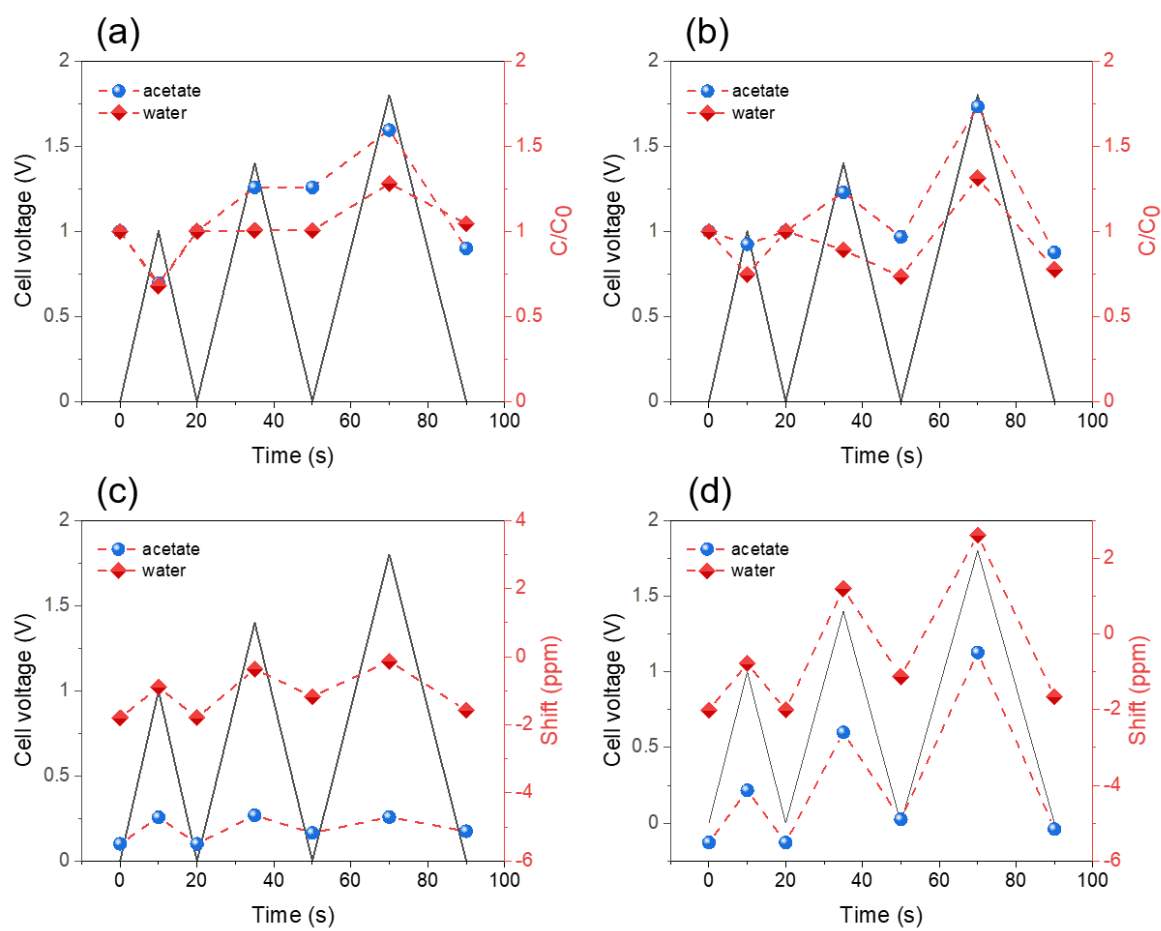 (a)
2
1.5
1
0.5
0
Cell voltage (V)
acetate
water
2
1.5
1
0.5
0
C/C0
0 20 40 60 80 100
Time (s)
(b)
2
1.5
1
0.5
0
Cell voltage (V)
acetate
water
2
1.5
1
0.5
0
C/C0
0 20 40 60 80 100
Time (s)
(c)
2
1.5
1
0.5
0
Cell voltage (V)
acetate
water
4
2
0
-2
-4
-6
Shift (ppm)
0 20 40 60 80 100
Time (s)
(d)
2
1.5
1
0.5
0
Cell voltage (V)
acetate
water
2
0
-2
-4
-6
Shift (ppm)
0 20 40 60 80 100
Time (s)